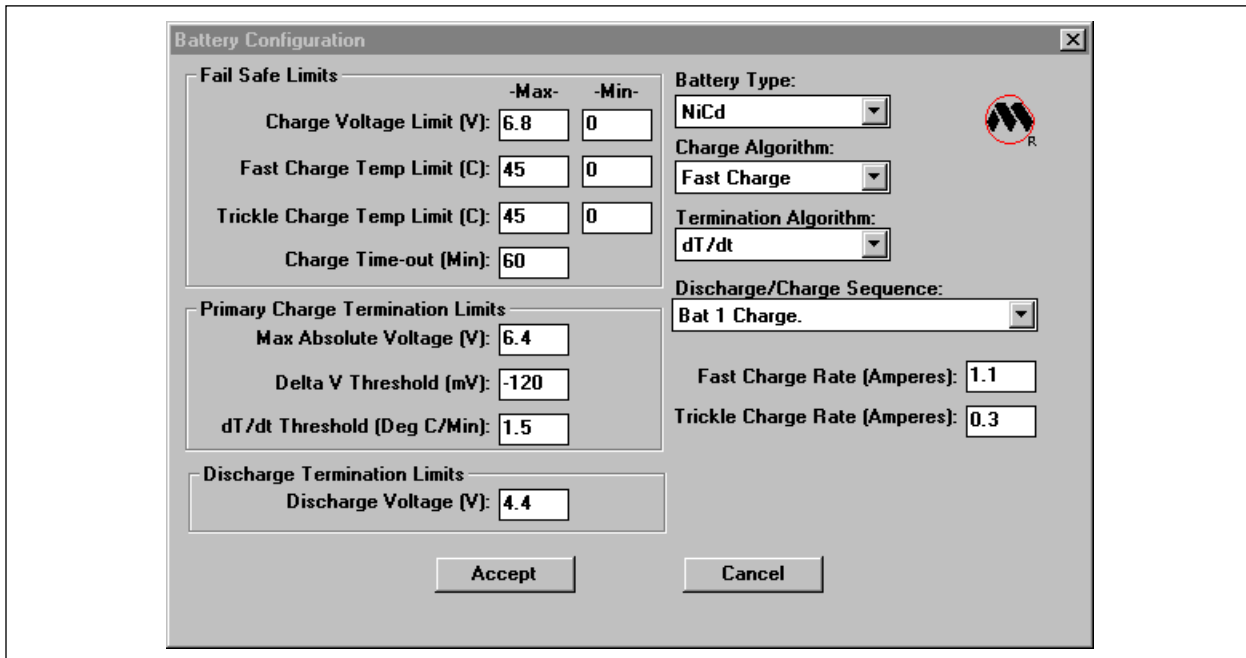 Battery Configuration
Fail Safe Limits
-Max- -Min-
Charge Voltage Limit (V): 6.8 0
Fast Charge Temp Limit (C): 45 0
Trickle Charge Temp Limit (C): 45 0
Charge Time-out (Min): 60
Primary Charge Termination Limits
Max Absolute Voltage (V): 6.4
Delta V Threshold (mV): -120
dT/dt Threshold (Deg C/Min): 1.5
Discharge Termination Limits
Discharge Voltage (V): 4.4
Battery Type:
NiCd
Charge Algorithm:
Fast Charge
Termination Algorithm:
dT/dt
Discharge/Charge Sequence:
Bat 1 Charge.
Fast Charge Rate (Amperes): 1.1
Trickle Charge Rate (Amperes): 0.3
R
Accept Cancel